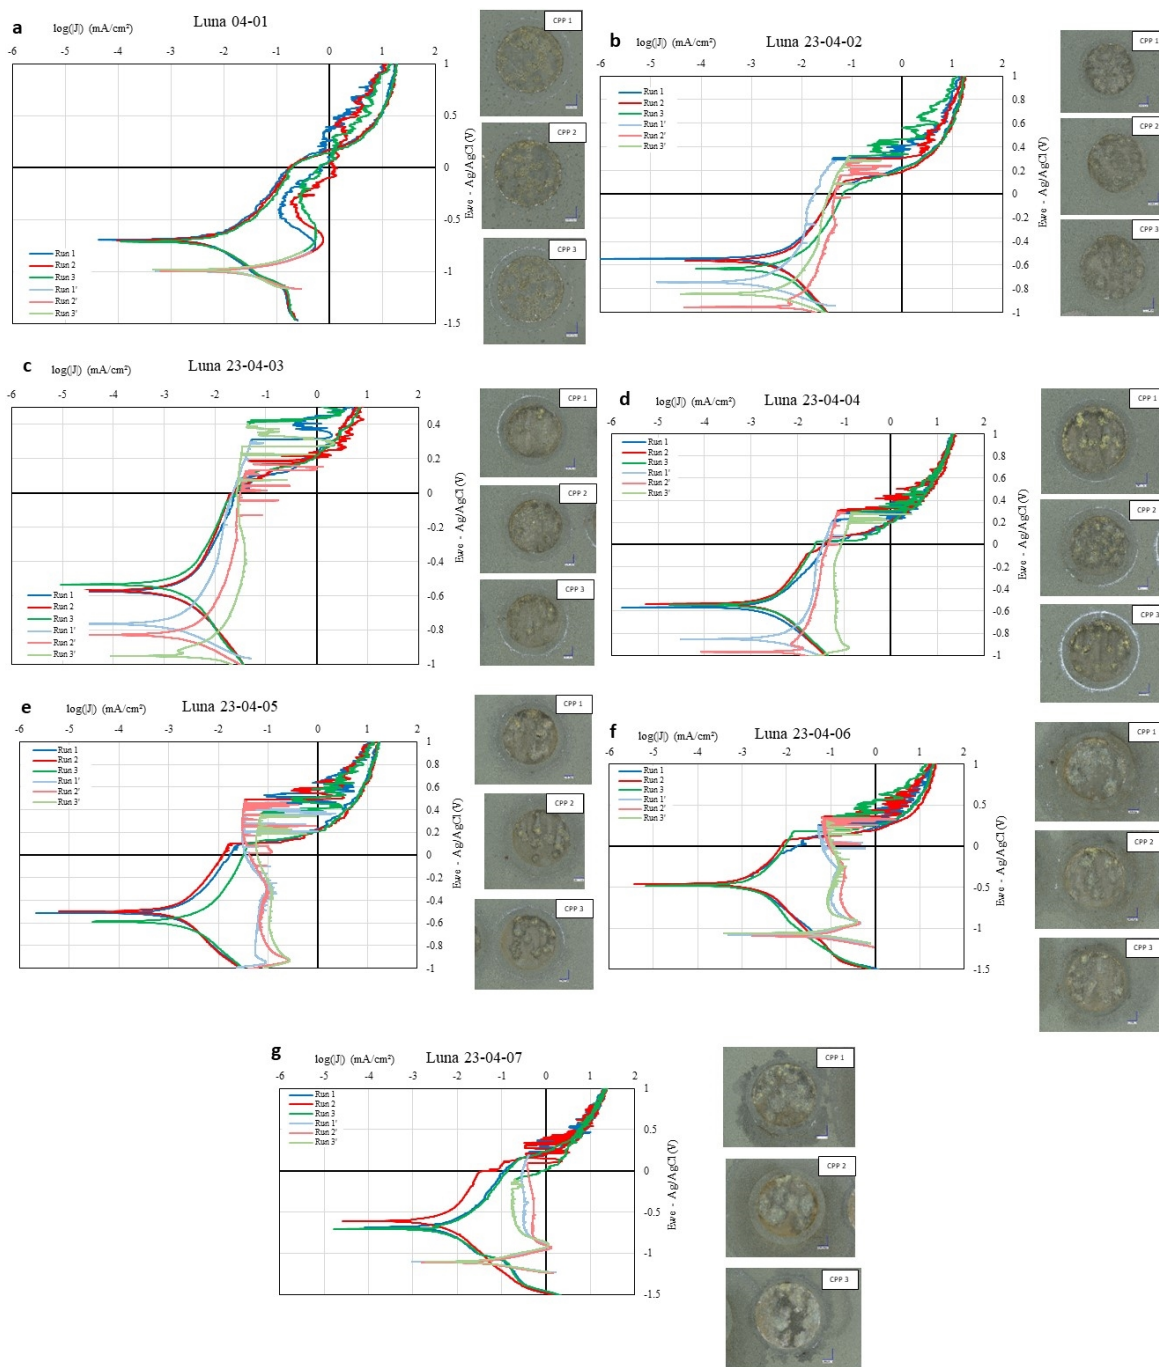 a
log(|J|) (mA/cm²)
Luna 04-01
-6 -5 -4 -3 -2 -1 0 1 2
1
0.5
0
-0.5
-1
-1.5
Ewe - Ag/AgCl (V)
Run 1
Run 2
Run 3
Run 1'
Run 2'
Run 3'
CPP 1
CPP 2
CPP 3
b
log(|J|) (mA/cm²)
Luna 23-04-02
-6 -5 -4 -3 -2 -1 0 1 2
1
0.8
0.6
0.4
0.2
0
-0.2
-0.4
-0.6
-0.8
-1
Ewe - Ag/AgCl (V)
Run 1
Run 2
Run 3
Run 1'
Run 2'
Run 3'
CPP 1
CPP 2
CPP 3
c
log(|J|) (mA/cm²)
Luna 23-04-03
-6 -5 -4 -3 -2 -1 0 1 2
0.4
0.2
0
-0.2
-0.4
-0.6
-0.8
-1
Ewe - Ag/AgCl (V)
Run 1
Run 2
Run 3
Run 1'
Run 2'
Run 3'
CPP 1
CPP 2
CPP 3
d
log(|J|) (mA/cm²)
Luna 23-04-04
-6 -5 -4 -3 -2 -1 0 1 2
1
0.8
0.6
0.4
0.2
0
-0.2
-0.4
-0.6
-0.8
-1
Ewe - Ag/AgCl (V)
Run 1
Run 2
Run 3
Run 1'
Run 2'
Run 3'
CPP 1
CPP 2
CPP 3
e
log(|J|) (mA/cm²)
Luna 23-04-05
-6 -5 -4 -3 -2 -1 0 1 2
1
0.8
0.6
0.4
0.2
0
-0.2
-0.4
-0.6
-0.8
-1
Ewe - Ag/AgCl (V)
Run 1
Run 2
Run 3
Run 1'
Run 2'
Run 3'
CPP 1
CPP 2
CPP 3
f
log(|J|) (mA/cm²)
Luna 23-04-06
-6 -5 -4 -3 -2 -1 0 1 2
1
0.5
0
-0.5
-1
-1.5
Ewe - Ag/AgCl (V)
Run 1
Run 2
Run 3
Run 1'
Run 2'
Run 3'
CPP 1
CPP 2
CPP 3
g
log(|J|) (mA/cm²)
Luna 23-04-07
-6 -5 -4 -3 -2 -1 0 1 2
1
0.5
0
-0.5
-1
-1.5
Ewe - Ag/AgCl (V)
Run 1
Run 2
Run 3
Run 1'
Run 2'
Run 3'
CPP 1
CPP 2
CPP 3